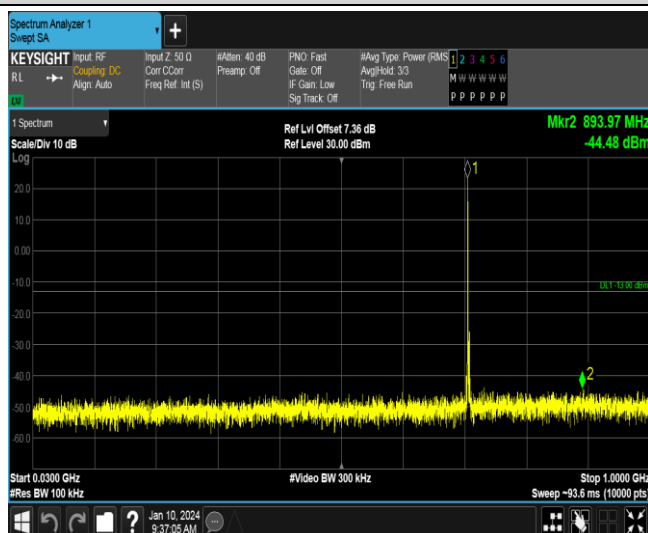 Spectrum Analyzer 1
Swept SA
KEYSIGHT
RL
Input: RF
Coupling: DC
Align: Auto
Input Z: 50 Ω
Corr CCorr
Freq Ref: Int (S)
#Atten: 40 dB
Preamp: Off
PNO: Fast
Gate: Off
IF Gain: Low
Sig Track: Off
#Avg Type: Power (RMS
Avg|Hold: 3/3
Trig: Free Run
1 2 3 4 5 6
M W W W W W
P P P P P P
1 Spectrum
Scale/Div 10 dB
Ref Lvl Offset 7.36 dB
Ref Level 30.00 dBm
Mkr2 893.97 MHz
-44.48 dBm
Log
1
20.0
10.0
0.00
-10.0
DL1 -13.00 dBm
-20.0
-30.0
-40.0
2
-50.0
-60.0
Start 0.0300 GHz
#Video BW 300 kHz
Stop 1.0000 GHz
#Res BW 100 kHz
Sweep ~93.6 ms (10000 pts)
?
Jan 10, 2024
9:37:05 AM